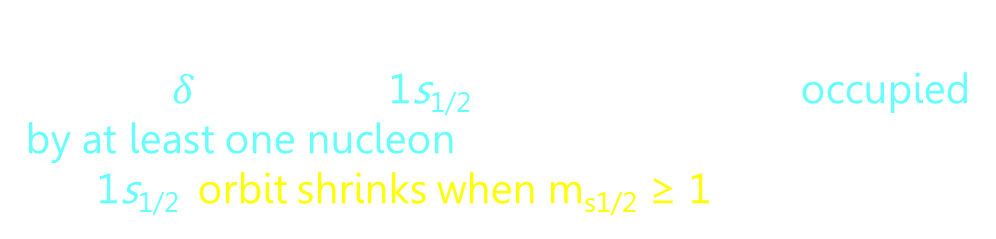 δ 1s1/2 occupied
by at least one nucleon
1s1/2 orbit shrinks when ms1/2 ≥ 1